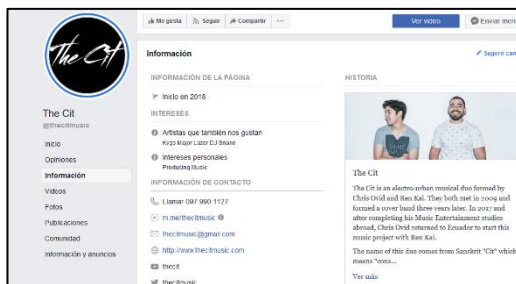 Me gusta Seguir Compartir ...
Ver video
Enviar men
The Cit
The Cit
@thecitmusic
Inicio
Opiniones
Información
Videos
Fotos
Publicaciones
Comunidad
Información y anuncios
Información
Sugerir cam
INFORMACIÓN DE LA PÁGINA
Inicio en 2018
INTERESES
Artistas que también nos gustan
Kygo Major Lazer DJ Snake
Intereses personales
Producing Music
INFORMACIÓN DE CONTACTO
Llamar 097 990 1127
m.me/thecitmusic
thecitmusic@gmail.com
http://www.thecitmusic.com
thecit
thecitmusic
HISTORIA
The Cit
The Cit is an electro-urban musical duo formed by
Chris Ovid and Ren Kai. They both met in 2009 and
formed a cover band three years later. In 2017 and
after completing his Music Entertainment studies
abroad, Chris Ovid returned to Ecuador to start this
music project with Ren Kai.
The name of this duo comes from Sanskrit "Cit" which
means "cons...
Ver más